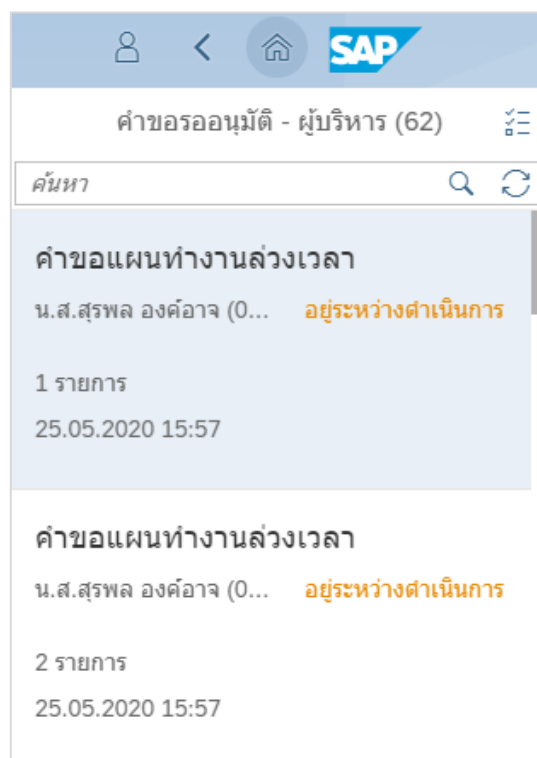 SAP
คำขอรออนุมัติ - ผู้บริหาร (62)
ค้นหา
คำขอแผนทำงานล่วงเวลา
น.ส.สุรพล องค์อาจ (0... อยู่ระหว่างดำเนินการ
1 รายการ
25.05.2020 15:57
คำขอแผนทำงานล่วงเวลา
น.ส.สุรพล องค์อาจ (0... อยู่ระหว่างดำเนินการ
2 รายการ
25.05.2020 15:57